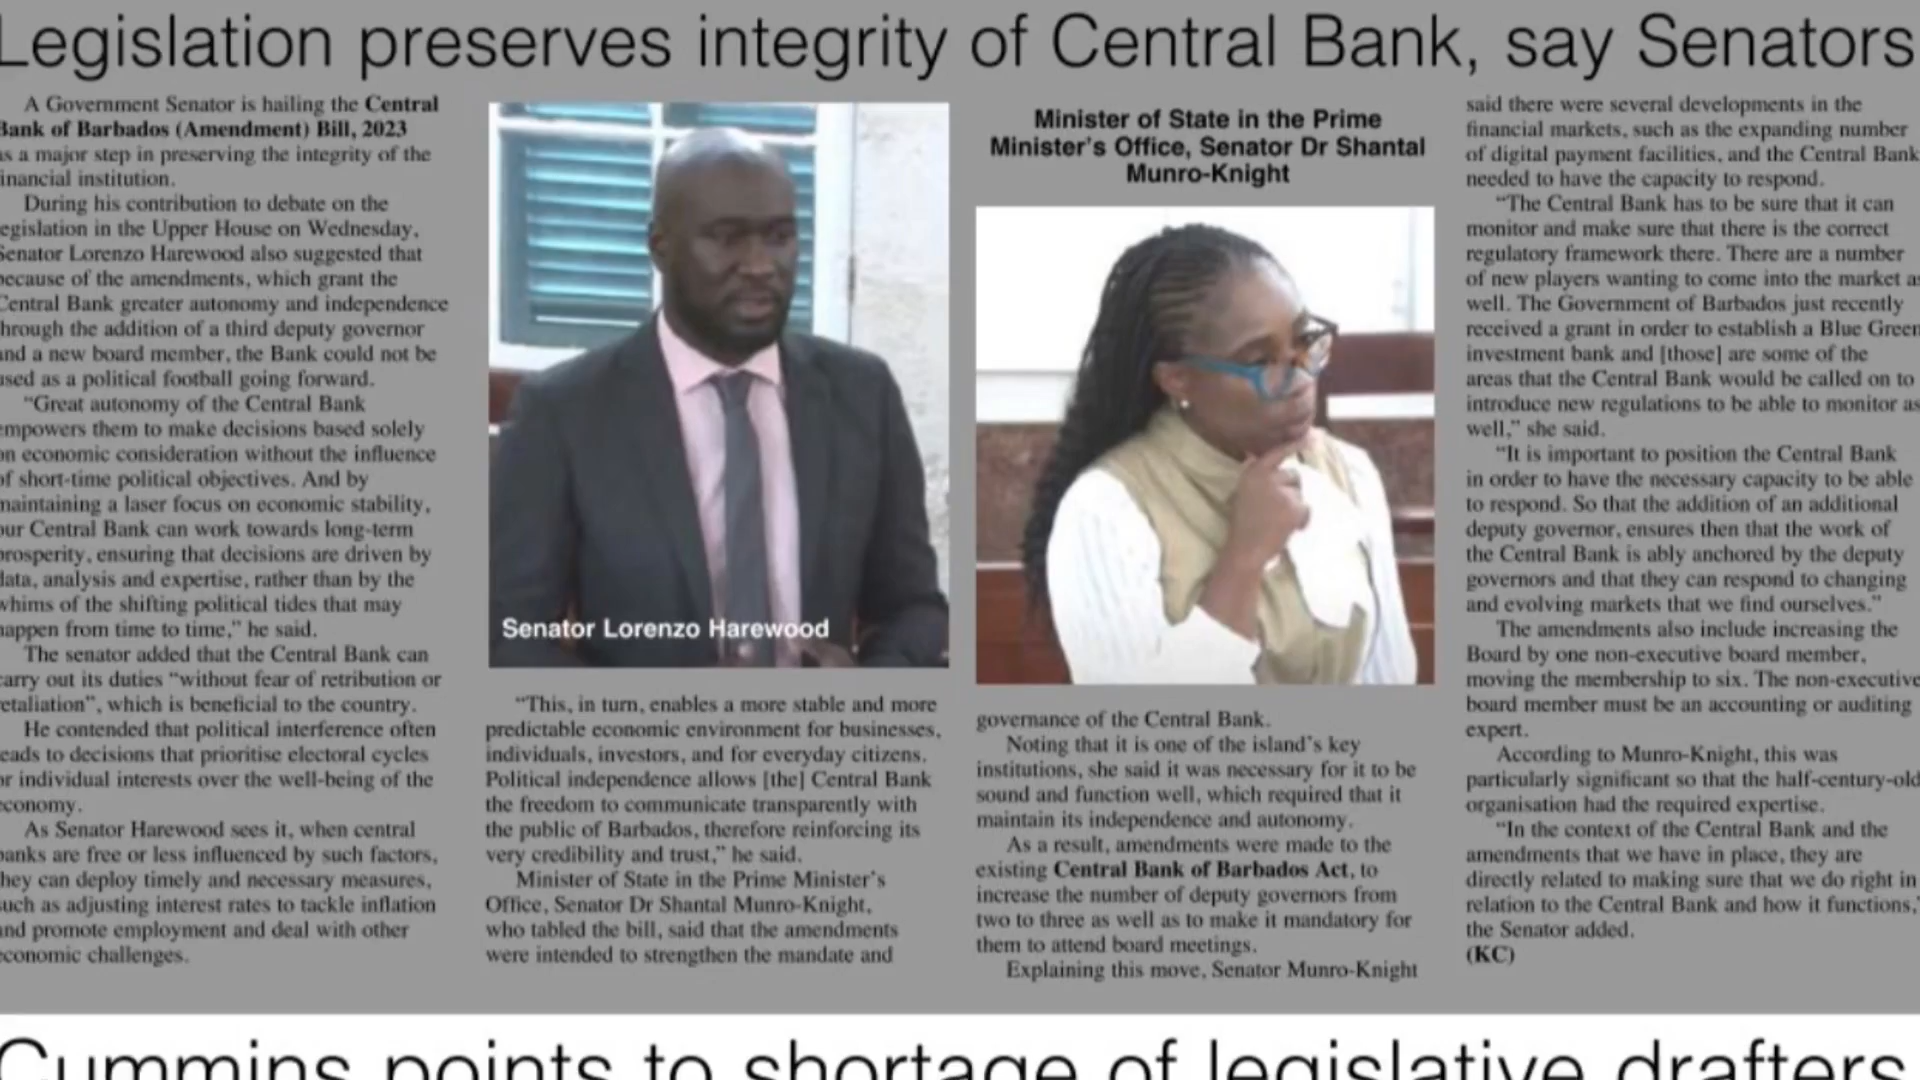 Legislation preserves integrity of Central Bank, say Senators
A Government Senator is hailing the Central
Bank of Barbados (Amendment) Bill, 2023
as a major step in preserving the integrity of the
financial institution.
During his contribution to debate on the
legislation in the Upper House on Wednesday,
Senator Lorenzo Harewood also suggested that
because of the amendments, which grant the
Central Bank greater autonomy and independence
through the addition of a third deputy governor
and a new board member, the Bank could not be
used as a political football going forward.
“Great autonomy of the Central Bank
empowers them to make decisions based solely
on economic consideration without the influence
of short-time political objectives. And by
maintaining a laser focus on economic stability,
our Central Bank can work towards long-term
prosperity, ensuring that decisions are driven by
data, analysis and expertise, rather than by the
whims of the shifting political tides that may
happen from time to time,” he said.
The senator added that the Central Bank can
carry out its duties “without fear of retribution or
retaliation”, which is beneficial to the country.
He contended that political interference often
leads to decisions that prioritise electoral cycles
or individual interests over the well-being of the
economy.
As Senator Harewood sees it, when central
banks are free or less influenced by such factors,
they can deploy timely and necessary measures,
such as adjusting interest rates to tackle inflation
and promote employment and deal with other
economic challenges.
Senator Lorenzo Harewood
“This, in turn, enables a more stable and more
predictable economic environment for businesses,
individuals, investors, and for everyday citizens.
Political independence allows [the] Central Bank
the freedom to communicate transparently with
the public of Barbados, therefore reinforcing its
very credibility and trust,” he said.
Minister of State in the Prime Minister’s
Office, Senator Dr Shantal Munro-Knight,
who tabled the bill, said that the amendments
were intended to strengthen the mandate and
Minister of State in the Prime
Minister’s Office, Senator Dr Shantal
Munro-Knight
governance of the Central Bank.
Noting that it is one of the island’s key
institutions, she said it was necessary for it to be
sound and function well, which required that it
maintain its independence and autonomy.
As a result, amendments were made to the
existing Central Bank of Barbados Act, to
increase the number of deputy governors from
two to three as well as to make it mandatory for
them to attend board meetings.
Explaining this move, Senator Munro-Knight
said there were several developments in the
financial markets, such as the expanding number
of digital payment facilities, and the Central Bank
needed to have the capacity to respond.
“The Central Bank has to be sure that it can
monitor and make sure that there is the correct
regulatory framework there. There are a number
of new players wanting to come into the market as
well. The Government of Barbados just recently
received a grant in order to establish a Blue Green
investment bank and [those] are some of the
areas that the Central Bank would be called on to
introduce new regulations to be able to monitor as
well,” she said.
“It is important to position the Central Bank
in order to have the necessary capacity to be able
to respond. So that the addition of an additional
deputy governor, ensures then that the work of
the Central Bank is ably anchored by the deputy
governors and that they can respond to changing
and evolving markets that we find ourselves.”
The amendments also include increasing the
Board by one non-executive board member,
moving the membership to six. The non-executive
board member must be an accounting or auditing
expert.
According to Munro-Knight, this was
particularly significant so that the half-century-old
organisation had the required expertise.
“In the context of the Central Bank and the
amendments that we have in place, they are
directly related to making sure that we do right in
relation to the Central Bank and how it functions,”
the Senator added.
(KC)
Cummins points to shortage of legislative drafters